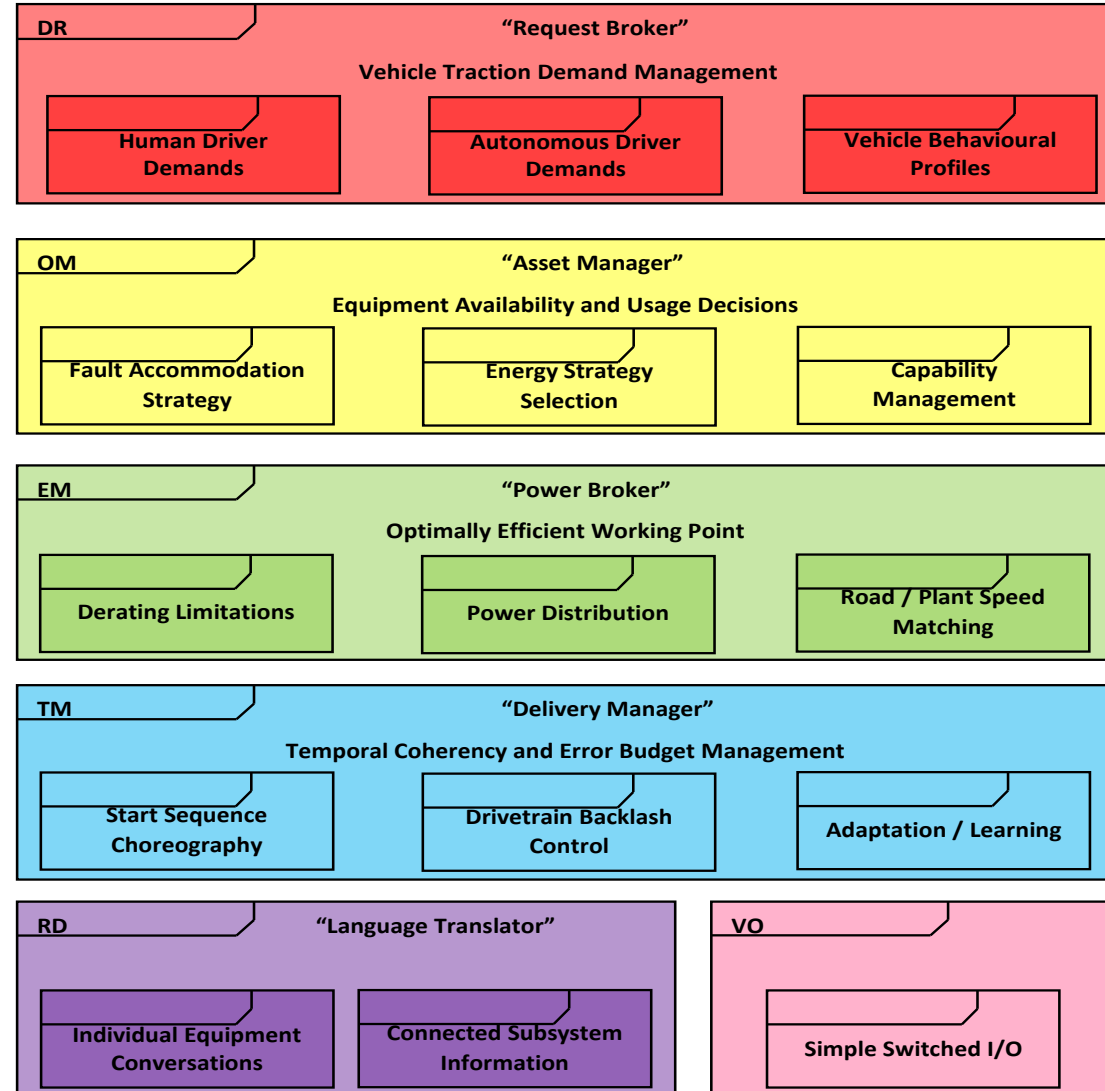 DR
“Request Broker”
Vehicle Traction Demand Management
Human Driver
Demands
Autonomous Driver
Demands
Vehicle Behavioural
Profiles
OM
“Asset Manager”
Equipment Availability and Usage Decisions
Fault Accommodation
Strategy
Energy Strategy
Selection
Capability
Management
EM
“Power Broker”
Optimally Efficient Working Point
Derating Limitations
Power Distribution
Road / Plant Speed
Matching
TM
“Delivery Manager”
Temporal Coherency and Error Budget Management
Start Sequence
Choreography
Drivetrain Backlash
Control
Adaptation / Learning
RD
“Language Translator”
Individual Equipment
Conversations
Connected Subsystem
Information
VO
Simple Switched I/O